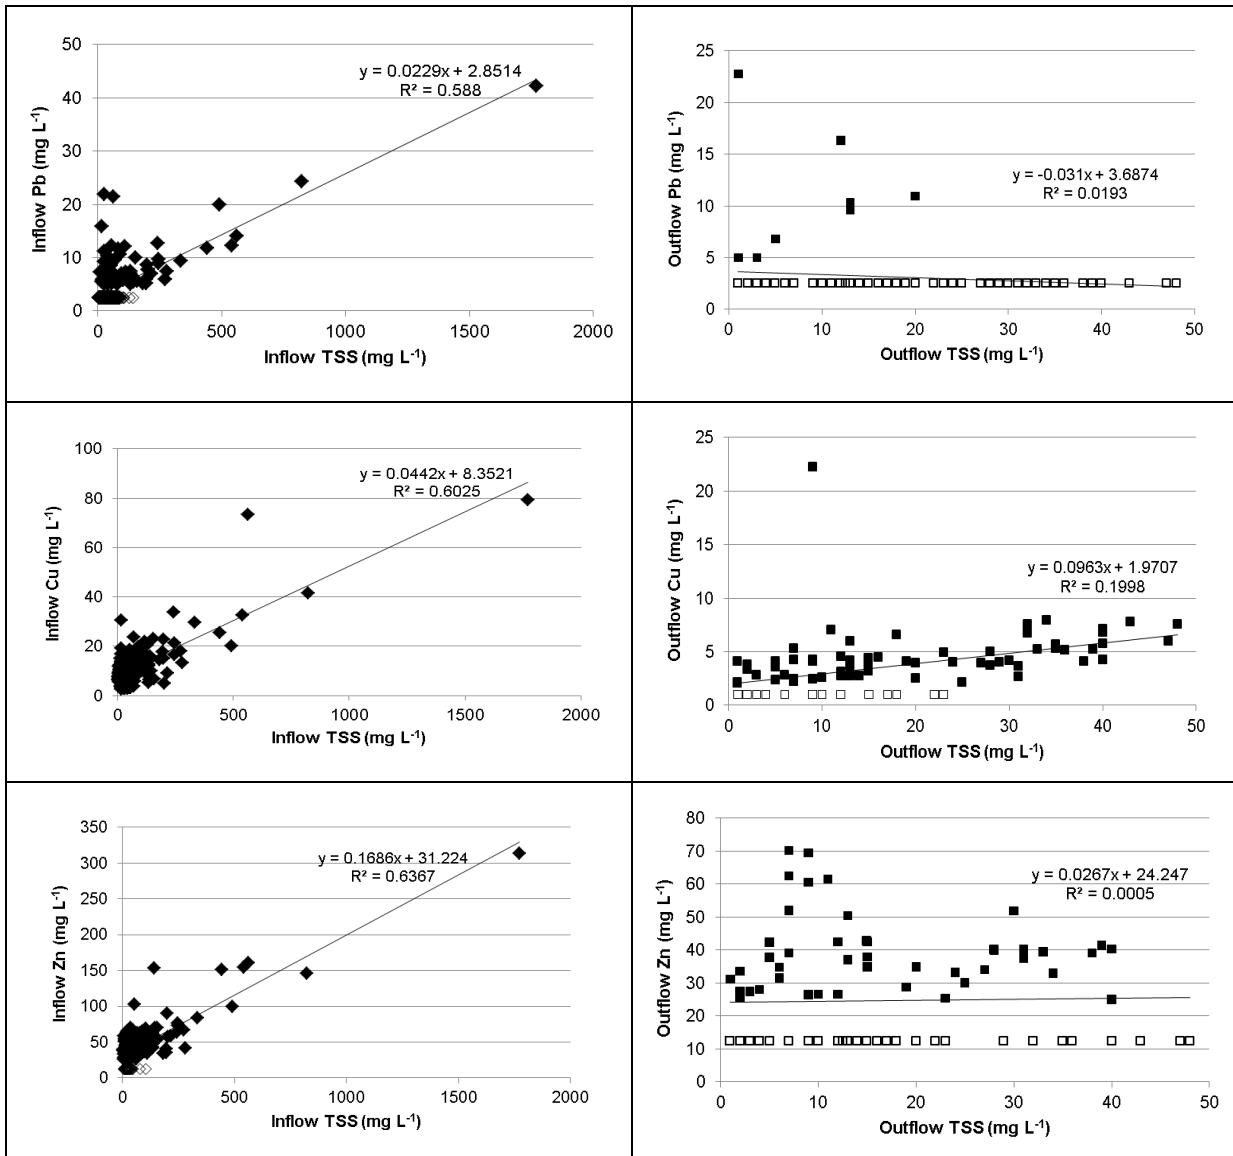 50
40
30
20
10
0
0 500 1000 1500 2000
Inflow Pb (mg L-1)
Inflow TSS (mg L-1)
y = 0.0229x + 2.8514
R² = 0.588
25
20
15
10
5
0
0 10 20 30 40 50
Outflow Pb (mg L-1)
Outflow TSS (mg L-1)
y = -0.031x + 3.6874
R² = 0.0193
100
80
60
40
20
0
0 500 1000 1500 2000
Inflow Cu (mg L-1)
Inflow TSS (mg L-1)
y = 0.0442x + 8.3521
R² = 0.6025
25
20
15
10
5
0
0 10 20 30 40 50
Outflow Cu (mg L-1)
Outflow TSS (mg L-1)
y = 0.0963x + 1.9707
R² = 0.1998
350
300
250
200
150
100
50
0
0 500 1000 1500 2000
Inflow Zn (mg L-1)
Inflow TSS (mg L-1)
y = 0.1686x + 31.224
R² = 0.6367
80
70
60
50
40
30
20
10
0
0 10 20 30 40 50
Outflow Zn (mg L-1)
Outflow TSS (mg L-1)
y = 0.0267x + 24.247
R² = 0.0005